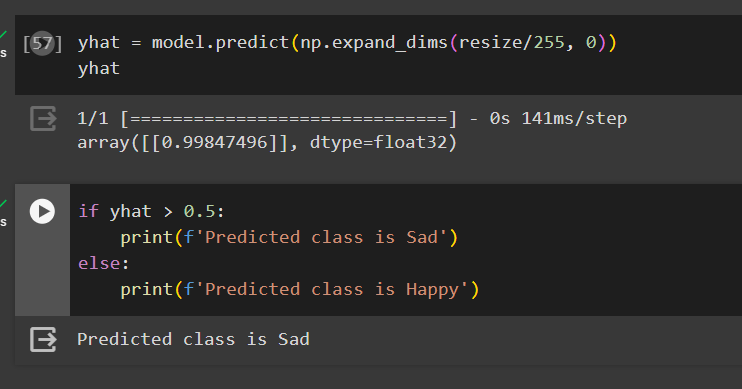 [57] yhat = model.predict(np.expand_dims(resize/255, 0))
s
yhat
1/1 [==============================] - 0s 141ms/step
array([[0.99847496]], dtype=float32)
if yhat > 0.5:
s
    print(f'Predicted class is Sad')
else:
    print(f'Predicted class is Happy')
Predicted class is Sad